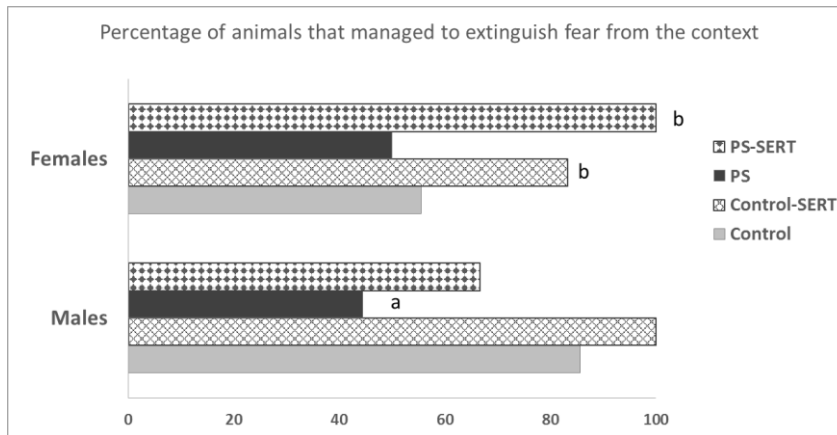 Percentage of animals that managed to extinguish fear from the context
b
Females
b
Males
a
PS-SERT
PS
Control-SERT
Control
0 20 40 60 80 100